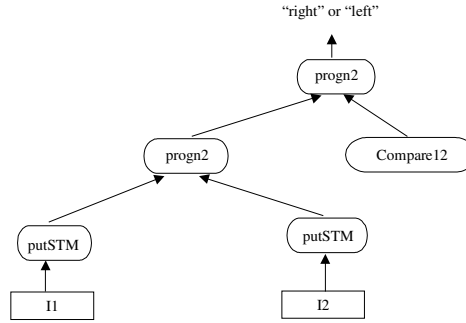 “right” or “left”
progn2
progn2
Compare12
putSTM
putSTM
I1
I2